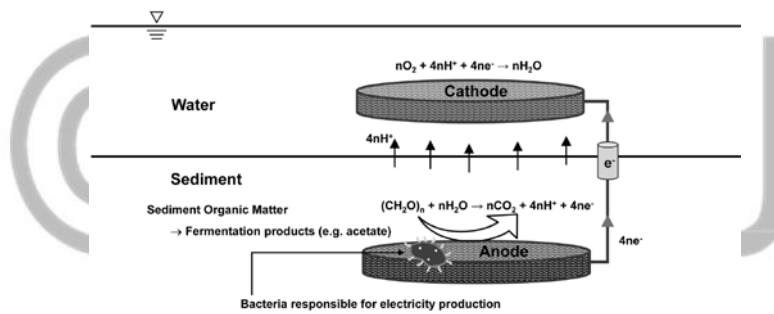 nO₂ + 4nH⁺ + 4ne⁻ → nH₂O
Cathode
Water
4nH⁺
e⁻
Sediment
(CH₂O)ₙ + nH₂O → nCO₂ + 4nH⁺ + 4ne⁻
Sediment Organic Matter
→ Fermentation products (e.g. acetate)
Anode
4ne⁻
Bacteria responsible for electricity production